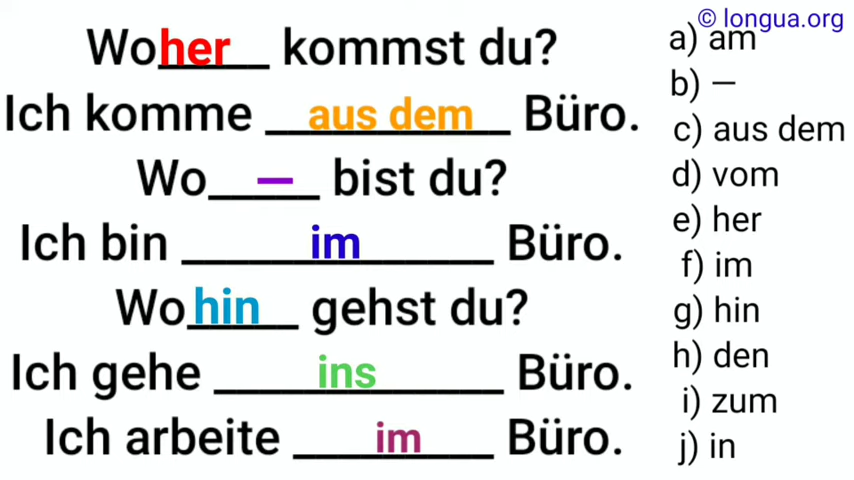 © longua.org
Woher kommst du?
Ich komme aus dem Büro.
Wo— bist du?
Ich bin im Büro.
Wohin gehst du?
Ich gehe ins Büro.
Ich arbeite im Büro.
a) am
b) —
c) aus dem
d) vom
e) her
f) im
g) hin
h) den
i) zum
j) in